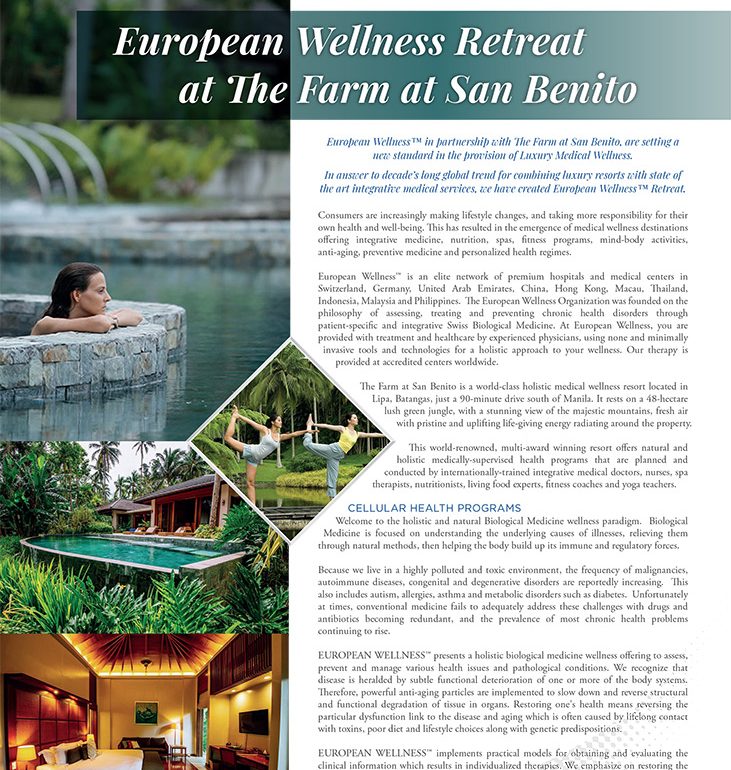 European Wellness Retreat
at The Farm at San Benito
European Wellness™ in partnership with The Farm at San Benito, are setting a
new standard in the provision of Luxury Medical Wellness.
In answer to decade's long global trend for combining luxury resorts with state of
the art integrative medical services, we have created European Wellness™ Retreat.
Consumers are increasingly making lifestyle changes, and taking more responsibility for their
own health and well-being. This has resulted in the emergence of medical wellness destinations
offering integrative medicine, nutrition, spas, fitness programs, mind-body activities,
anti-aging, preventive medicine and personalized health regimes.
European Wellness™ is an elite network of premium hospitals and medical centers in
Switzerland, Germany, United Arab Emirates, China, Hong Kong, Macau, Thailand,
Indonesia, Malaysia and Philippines. The European Wellness Organization was founded on the
philosophy of assessing, treating and preventing chronic health disorders through
patient-specific and integrative Swiss Biological Medicine. At European Wellness, you are
provided with treatment and healthcare by experienced physicians, using none and minimally
invasive tools and technologies for a holistic approach to your wellness. Our therapy is
provided at accredited centers worldwide.
The Farm at San Benito is a world-class holistic medical wellness resort located in
Lipa, Batangas, just a 90-minute drive south of Manila. It rests on a 48-hectare
lush green jungle, with a stunning view of the majestic mountains, fresh air
with pristine and uplifting life-giving energy radiating around the property.
This world-renowned, multi-award winning resort offers natural and
holistic medically-supervised health programs that are planned and
conducted by internationally-trained integrative medical doctors, nurses, spa
therapists, nutritionists, living food experts, fitness coaches and yoga teachers.
CELLULAR HEALTH PROGRAMS
Welcome to the holistic and natural Biological Medicine wellness paradigm. Biological
Medicine is focused on understanding the underlying causes of illnesses, relieving them
through natural methods, then helping the body build up its immune and regulatory forces.
Because we live in a highly polluted and toxic environment, the frequency of malignancies,
autoimmune diseases, congenital and degenerative disorders are reportedly increasing. This
also includes autism, allergies, asthma and metabolic disorders such as diabetes. Unfortunately
at times, conventional medicine fails to adequately address these challenges with drugs and
antibiotics becoming redundant, and the prevalence of most chronic health problems
continuing to rise.
EUROPEAN WELLNESS™ presents a holistic biological medicine wellness offering to assess,
prevent and manage various health issues and pathological conditions. We recognize that
disease is heralded by subtle functional deterioration of one or more of the body systems.
Therefore, powerful anti-aging particles are implemented to slow down and reverse structural
and functional degradation of tissue in organs. Restoring one's health means reversing the
particular dysfunction link to the disease and aging which is often caused by lifelong contact
with toxins, poor diet and lifestyle choices along with genetic predispositions.
EUROPEAN WELLNESS™ implements practical models for obtaining and evaluating the
clinical information which results in individualized therapies. We emphasize on restoring the